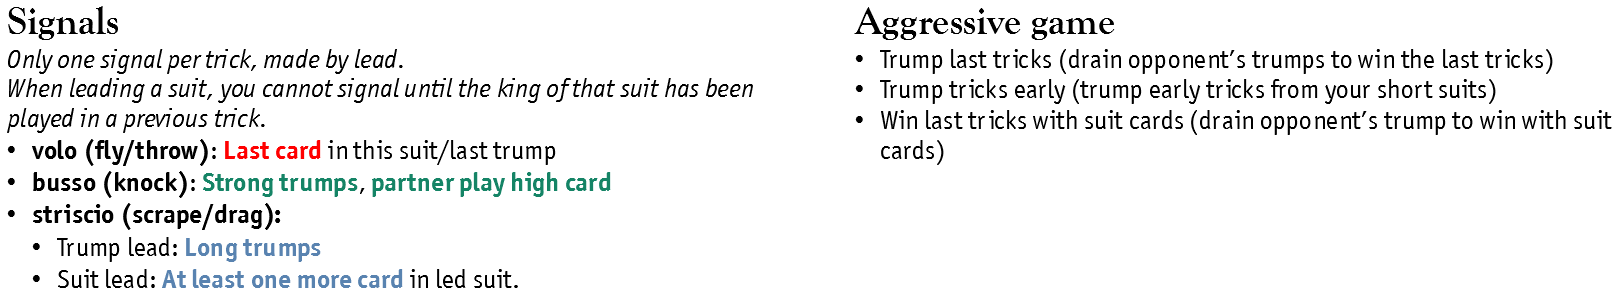 Signals
Only one signal per trick, made by lead.
When leading a suit, you cannot signal until the king of that suit has been
played in a previous trick.
• volo (fly/throw): Last card in this suit/last trump
• busso (knock): Strong trumps, partner play high card
• striscio (scrape/drag):
• Trump lead: Long trumps
• Suit lead: At least one more card in led suit.
Aggressive game
• Trump last tricks (drain opponent's trumps to win the last tricks)
• Trump tricks early (trump early tricks from your short suits)
• Win last tricks with suit cards (drain opponent's trump to win with suit
cards)